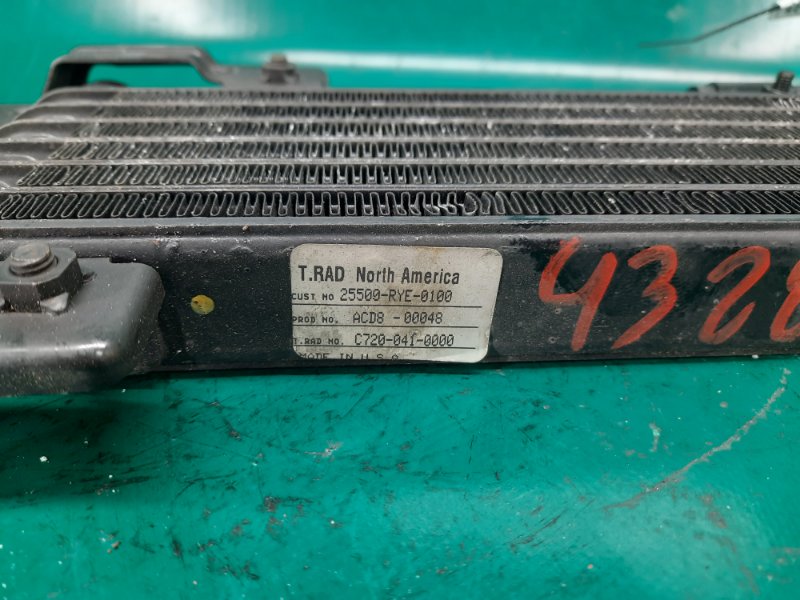 T.RAD North America
CUST NO 25500-RYE-0100
PROD NO. ACD8 -00048
T.RAD NO. C720-041-0000
MADE IN U.S.A
4328